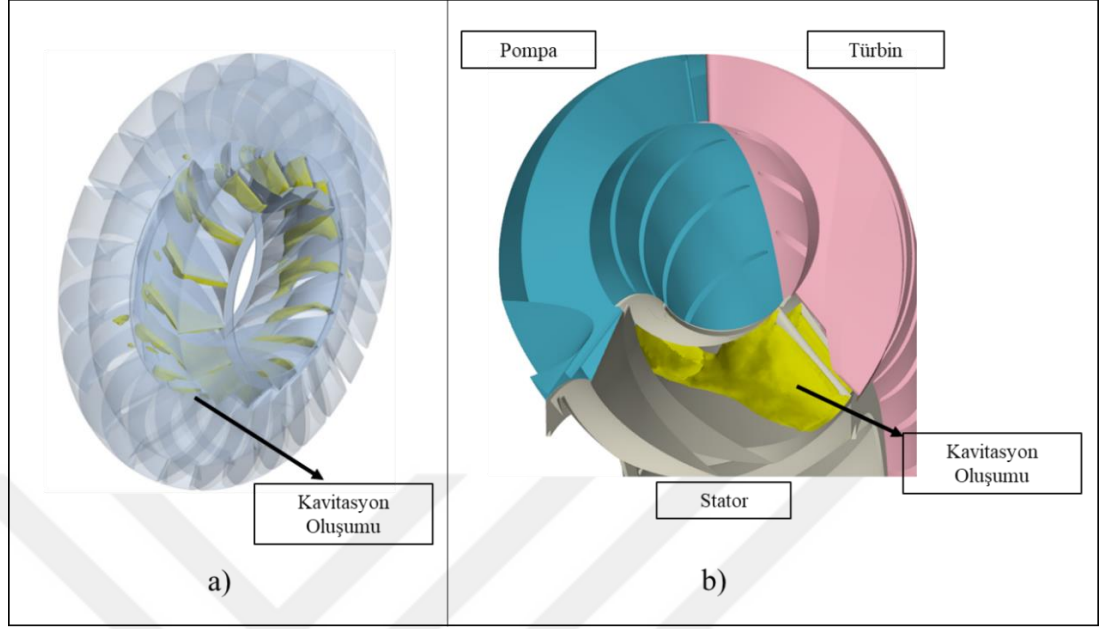 Pompa
Türbin
Kavitasyon
Oluşumu
Stator
Kavitasyon
Oluşumu
a)
b)